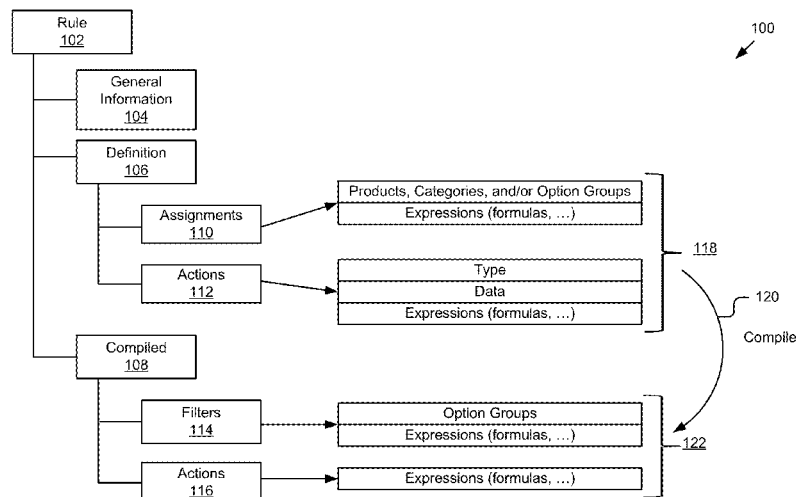 Rule
102
100
General
Information
104
Definition
106
Assignments
110
Products, Categories, and/or Option Groups
Expressions (formulas, ...)
118
Actions
112
Type
Data
Expressions (formulas, ...)
120
Compile
Compiled
108
Filters
114
Option Groups
Expressions (formulas, ...)
122
Actions
116
Expressions (formulas, ...)